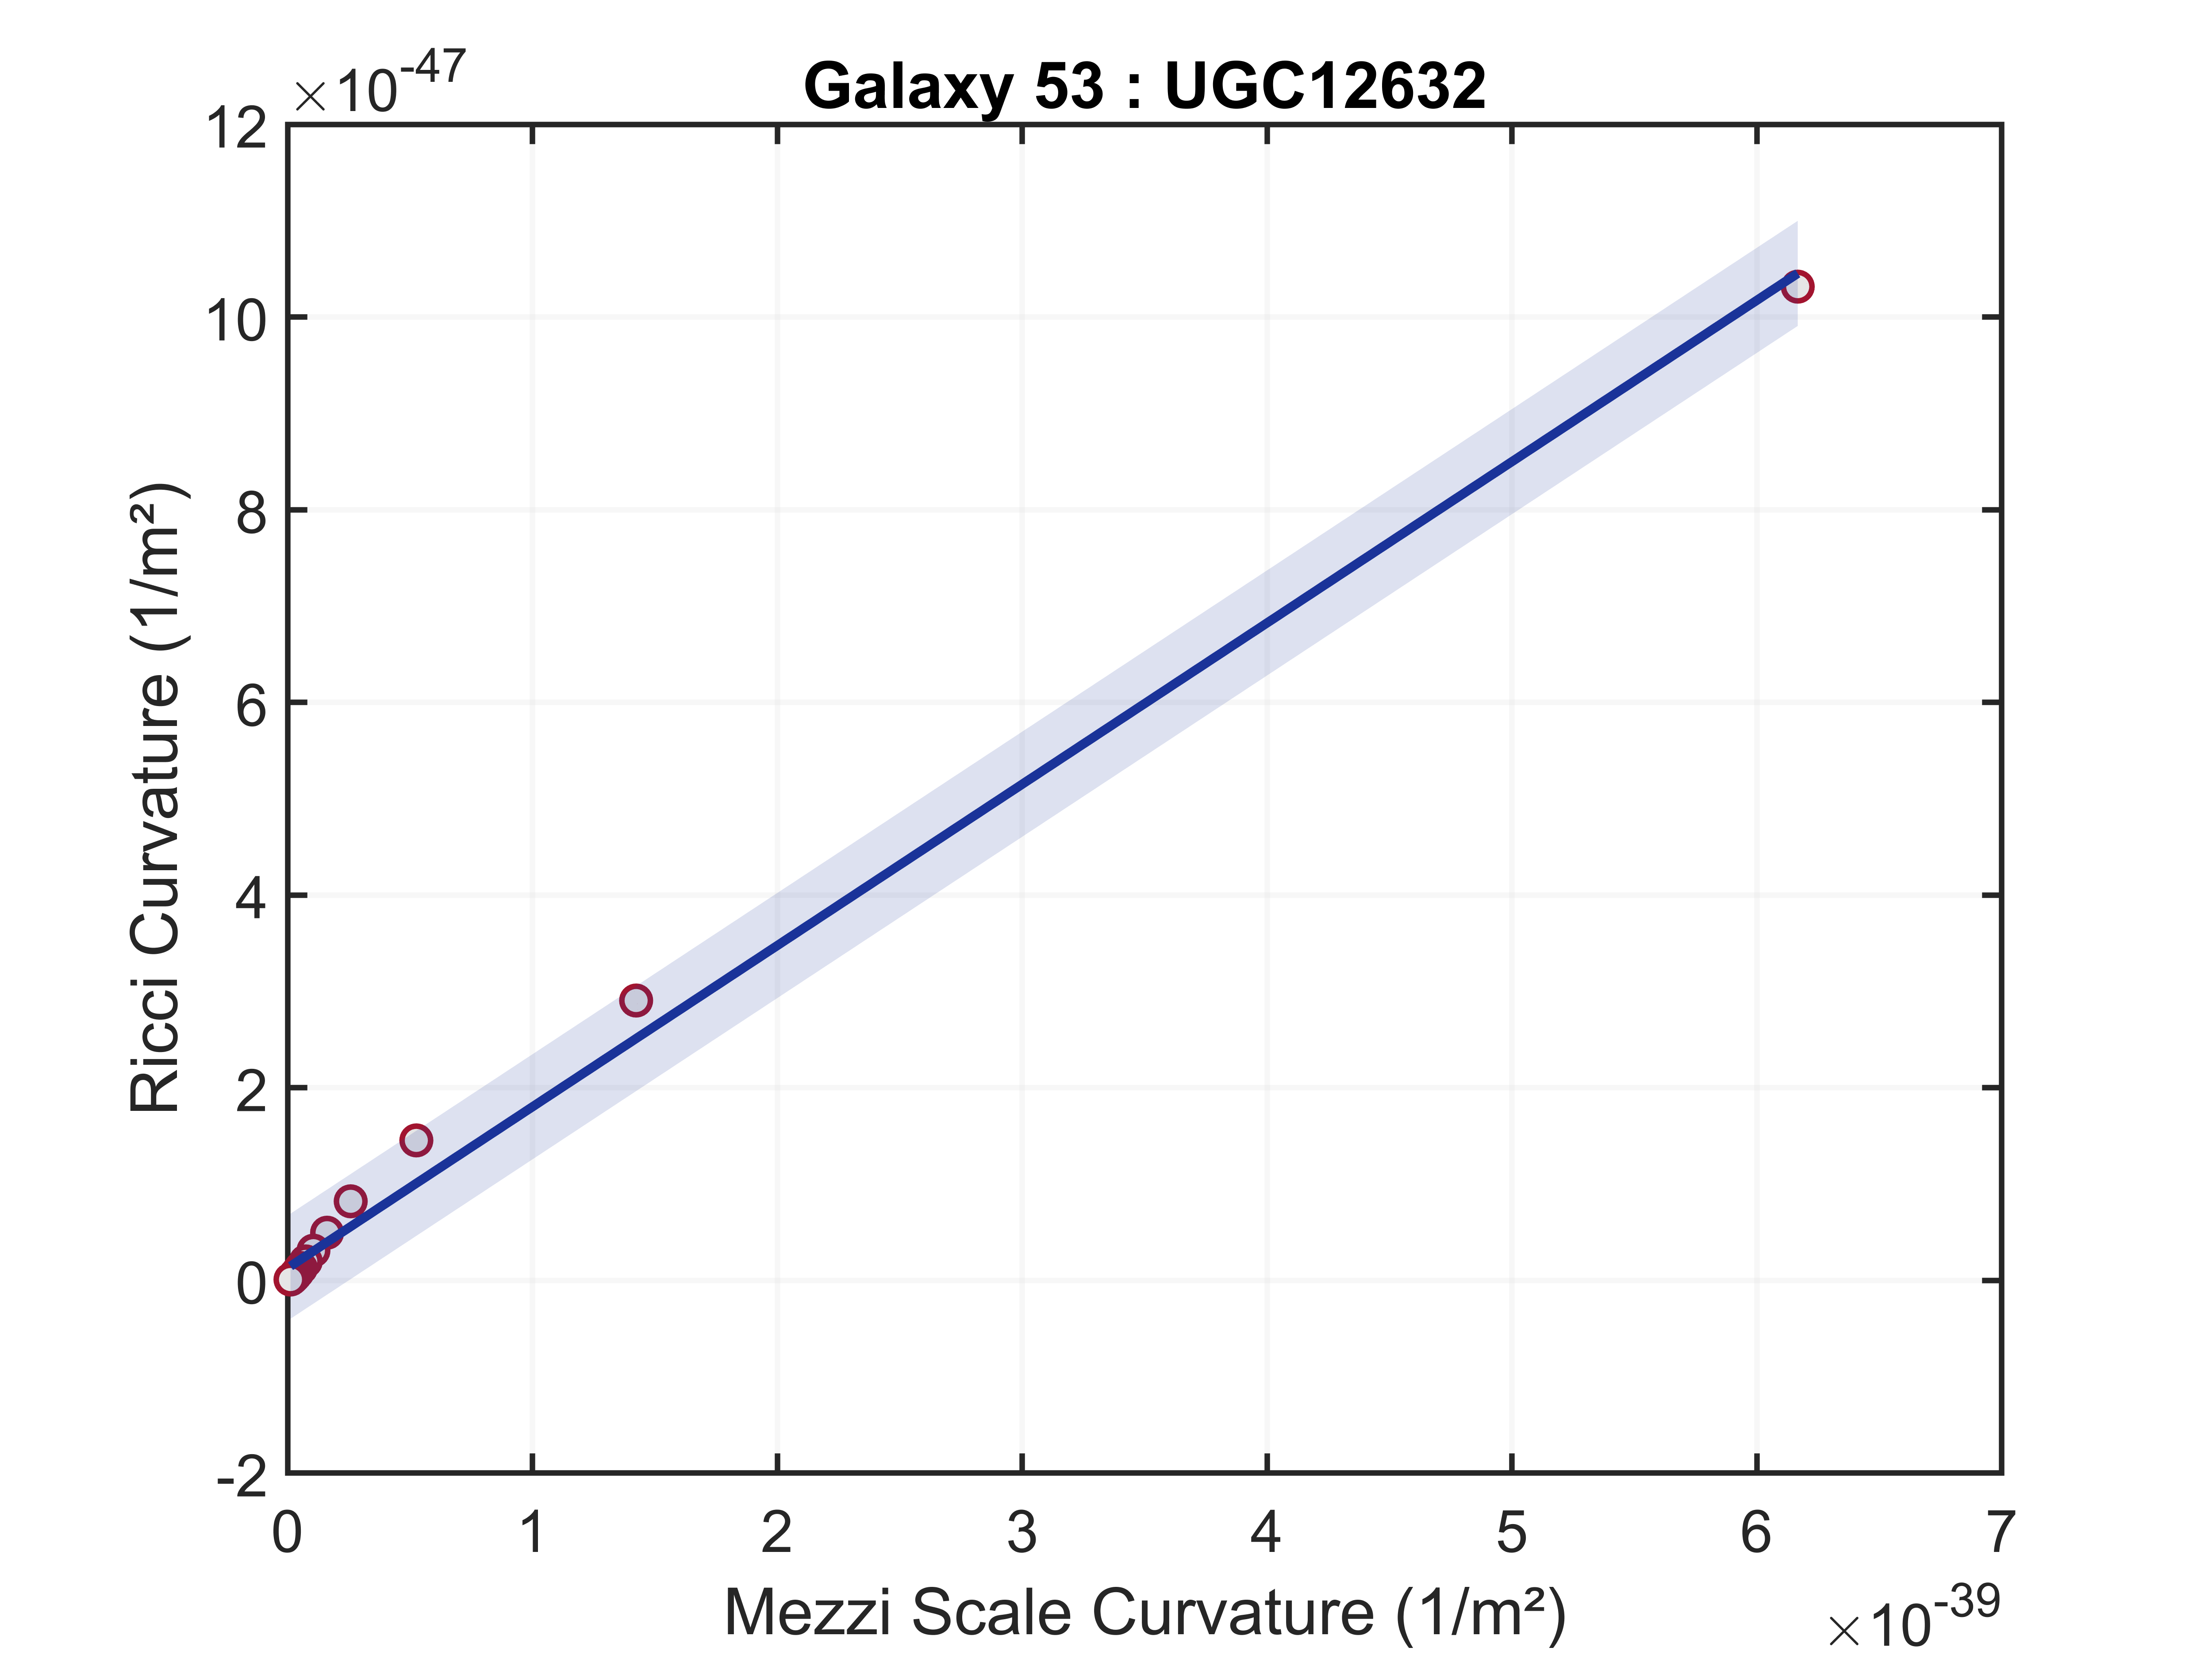 ×10^-47
Galaxy 53 : UGC12632
12
10
8
6
4
2
0
-2
Ricci Curvature (1/m²)
0 1 2 3 4 5 6 7
Mezzi Scale Curvature (1/m²)
×10^-39